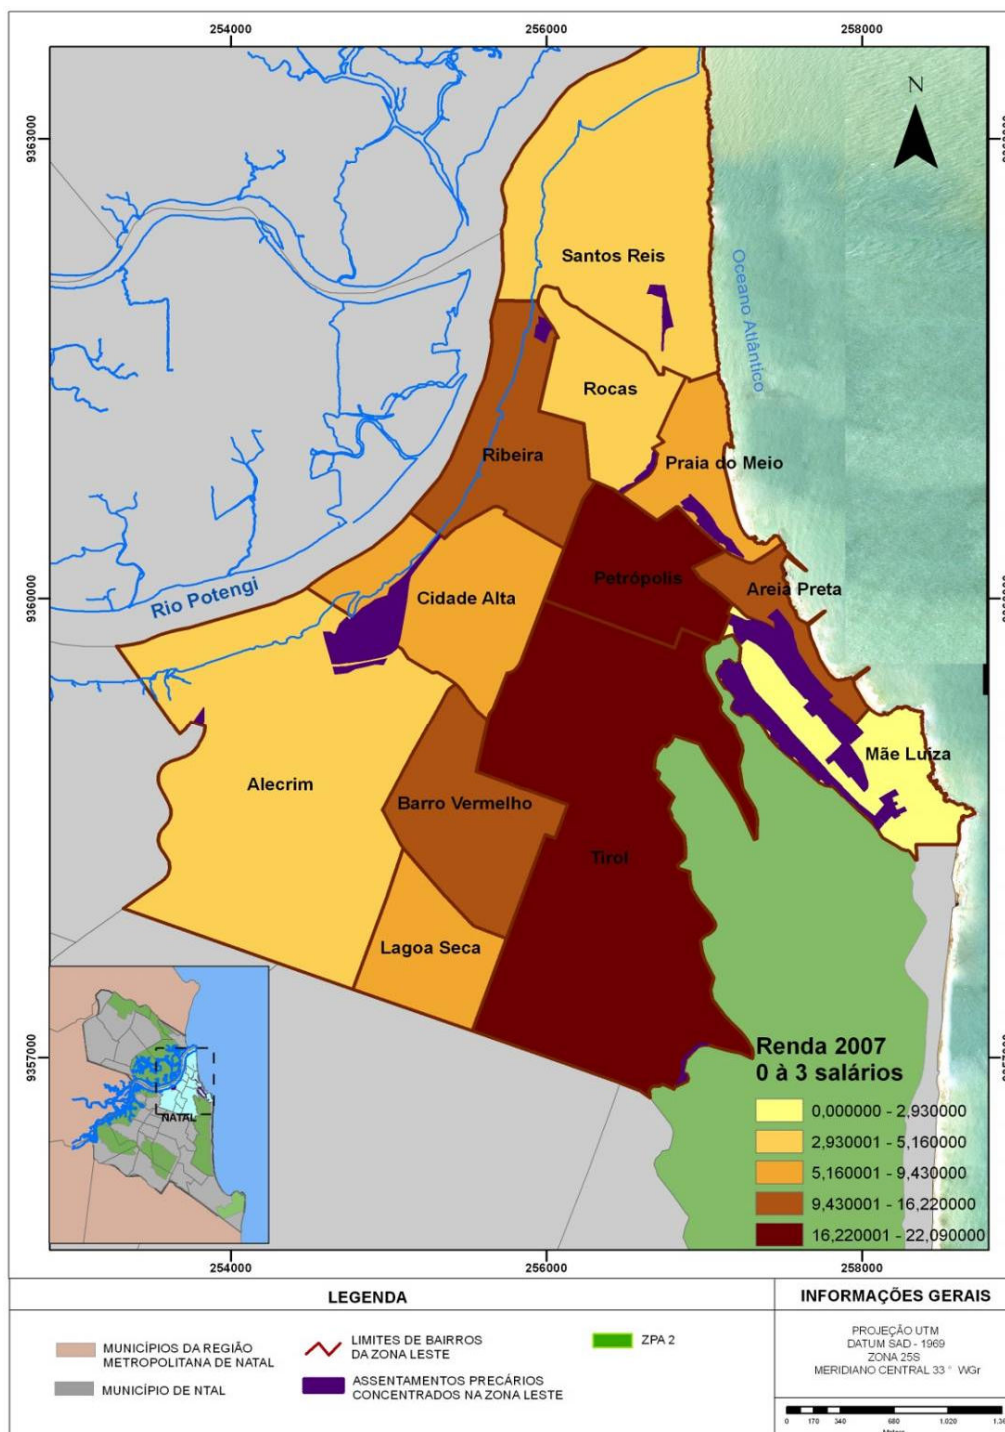 254000
256000
258000
9363000
N
Santos Reis
Oceano Atlântico
Rocas
Ribeira
Praia do Meio
Rio Potengi
9360000
Petrópolis
Areia Preta
Cidade Alta
Mãe Luíza
Alecrim
Barro Vermelho
Tirol
Lagoa Seca
9357000
NATAL
Renda 2007
0 à 3 salários
0,000000 - 2,930000
2,930001 - 5,160000
5,160001 - 9,430000
9,430001 - 16,220000
16,220001 - 22,090000
254000
256000
258000
LEGENDA
MUNICÍPIOS DA REGIÃO
METROPOLITANA DE NATAL
MUNICÍPIO DE NTAL
LIMITES DE BAIRROS
DA ZONA LESTE
ASSENTAMENTOS PRECÁRIOS
CONCENTRADOS NA ZONA LESTE
ZPA 2
INFORMAÇÕES GERAIS
PROJEÇÃO UTM
DATUM SAD - 1969
ZONA 25S
MERIDIANO CENTRAL 33 ° WGr
0 170 340 680 1.020